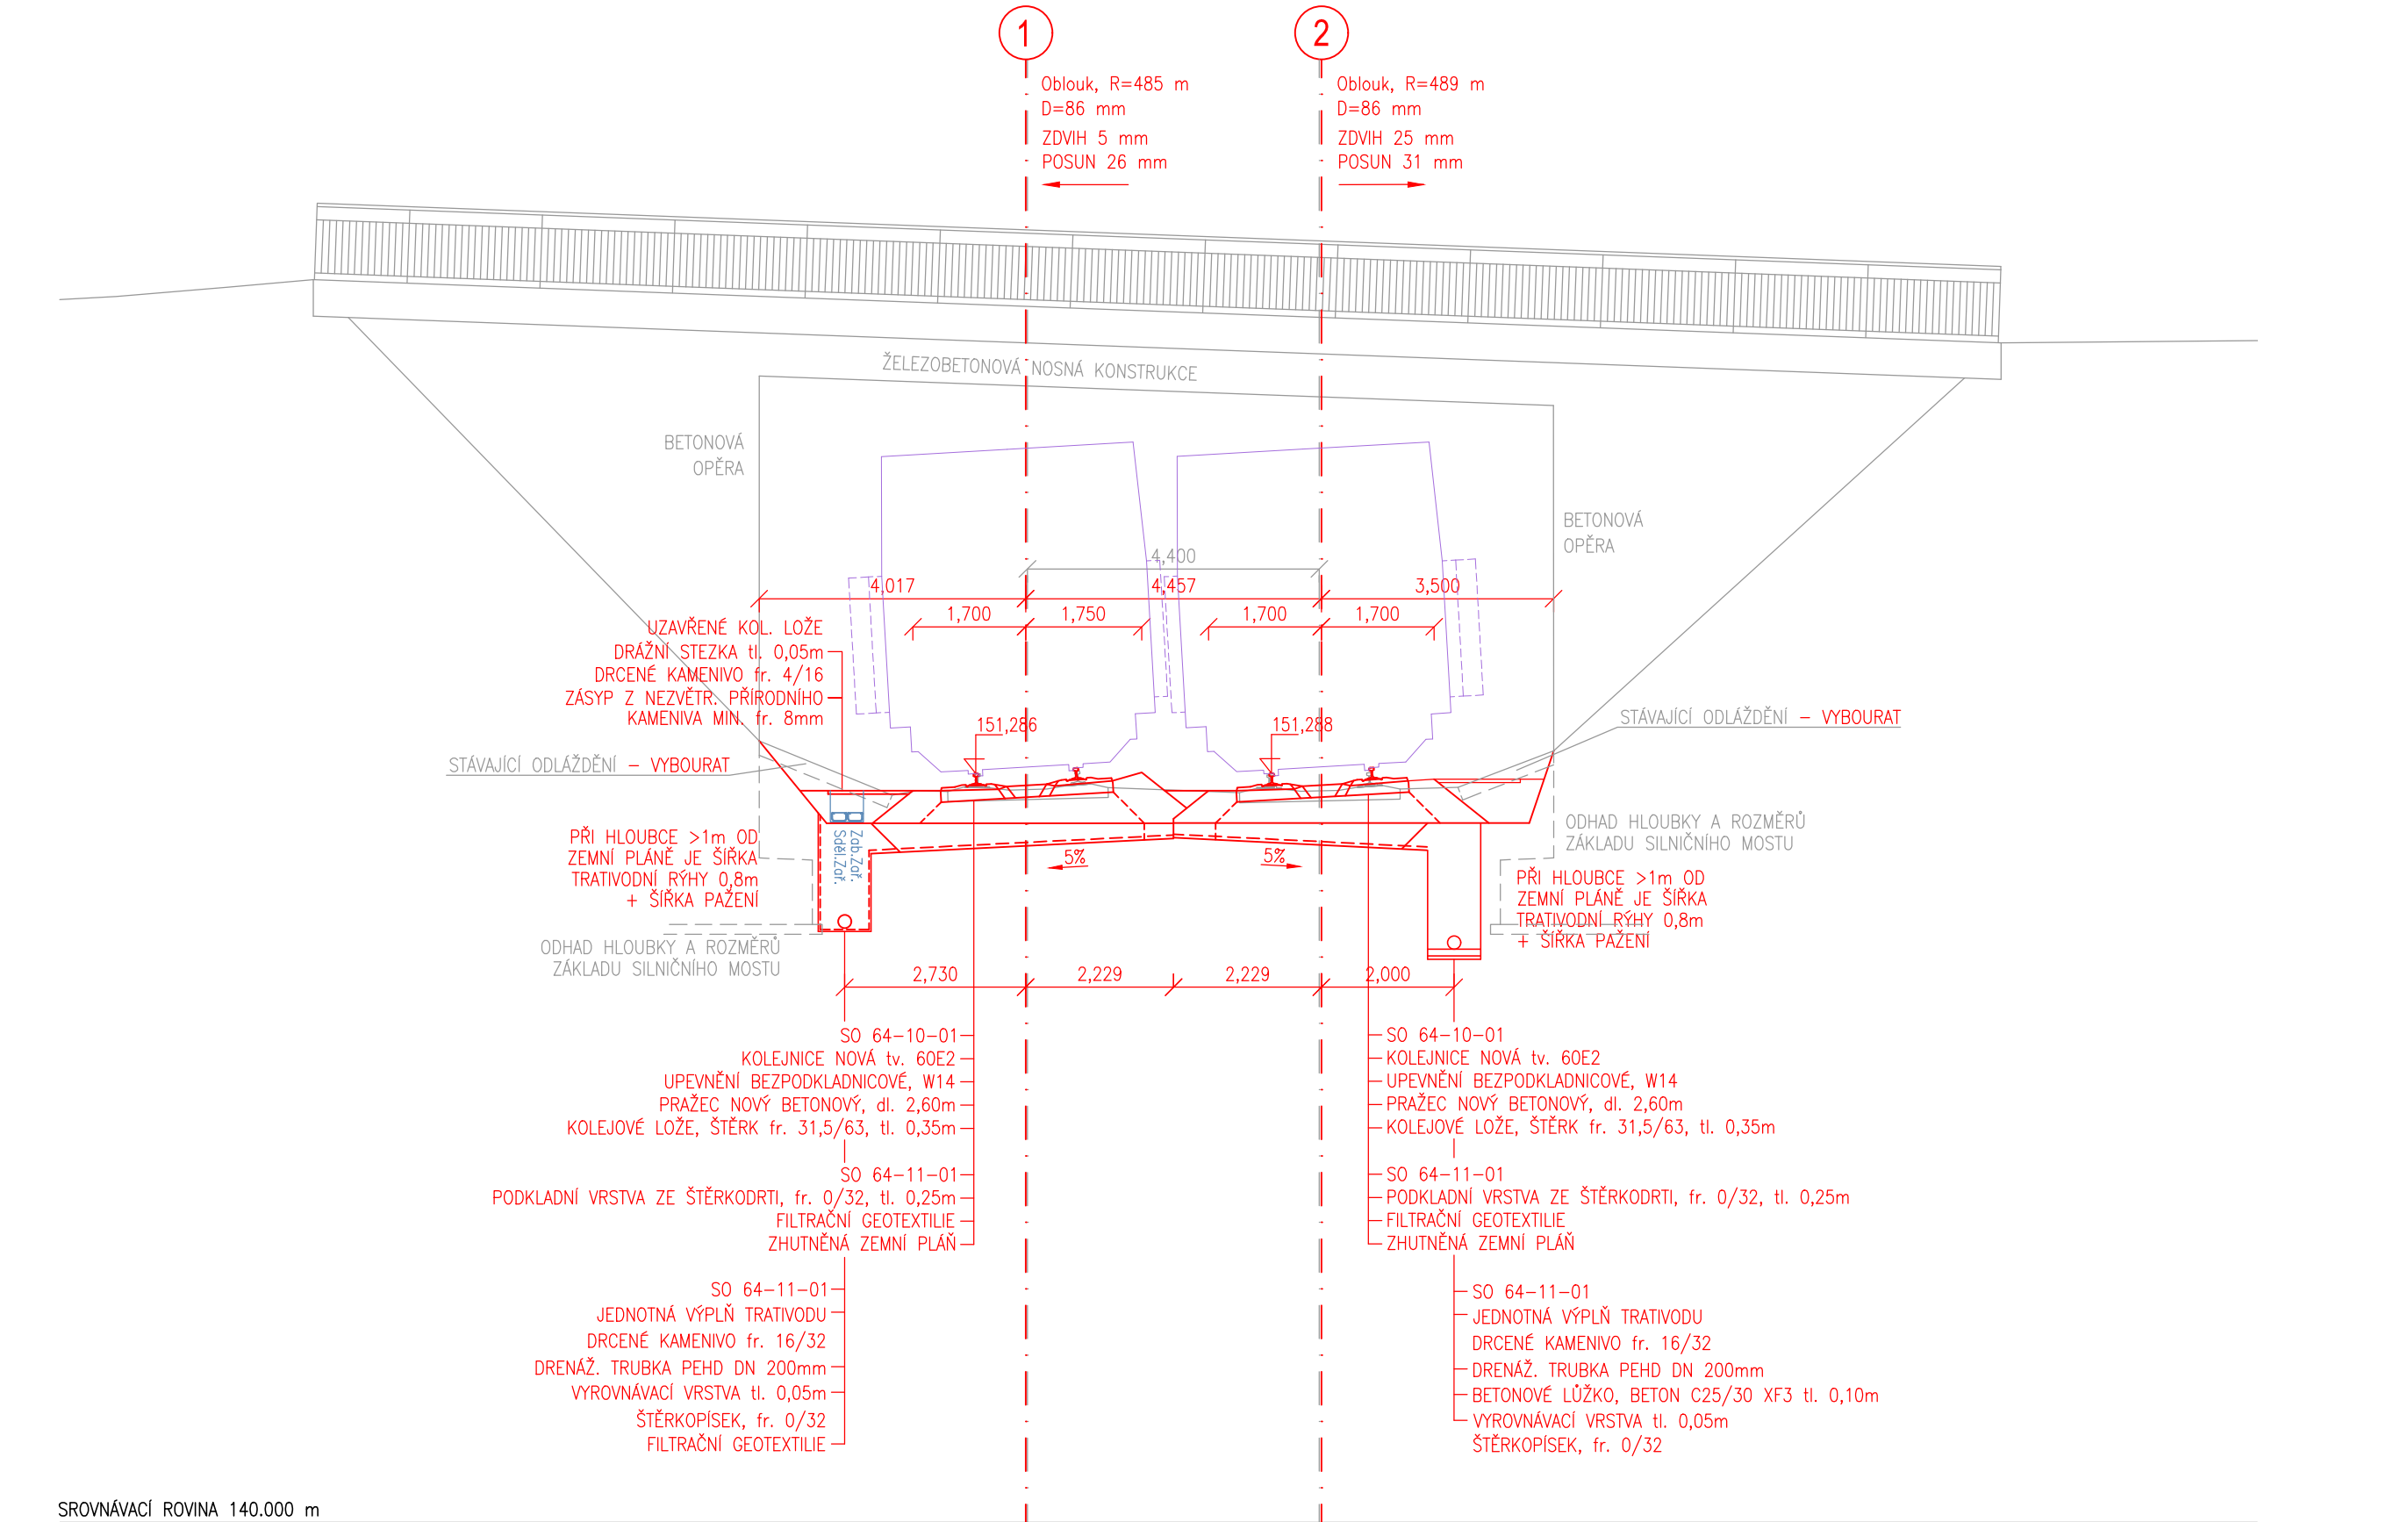 1
2
Oblouk, R=485 m
D=86 mm
ZDVIH 5 mm
POSUN 26 mm
Oblouk, R=489 m
D=86 mm
ZDVIH 25 mm
POSUN 31 mm
ŽELEZOBETONOVÁ NOSNÁ KONSTRUKCE
BETONOVÁ
OPĚRA
BETONOVÁ
OPĚRA
4,400
4,017
4,457
3,500
1,700
1,750
1,700
1,700
UZAVŘENÉ KOL. LOŽE
DRÁŽNÍ STEZKA tl. 0,05m
DRCENÉ KAMENIVO fr. 4/16
ZÁSYP Z NEZVĚTR. PŘÍRODNÍHO
KAMENIVA MIN. fr. 8mm
151,286
151,288
STÁVAJÍCÍ ODLÁŽDĚNÍ – VYBOURAT
STÁVAJÍCÍ ODLÁŽDĚNÍ – VYBOURAT
PŘI HLOUBCE >1m OD
ZEMNÍ PLÁNĚ JE ŠÍŘKA
TRATIVODNÍ RÝHY 0,8m
+ ŠÍŘKA PAŽENÍ
Zab.Zař.
Sděl.Zař.
5%
5%
ODHAD HLOUBKY A ROZMĚRŮ
ZÁKLADU SILNIČNÍHO MOSTU
PŘI HLOUBCE >1m OD
ZEMNÍ PLÁNĚ JE ŠÍŘKA
TRATIVODNÍ RÝHY 0,8m
+ ŠÍŘKA PAŽENÍ
ODHAD HLOUBKY A ROZMĚRŮ
ZÁKLADU SILNIČNÍHO MOSTU
2,730
2,229
2,229
2,000
SO 64-10-01
KOLEJNICE NOVÁ tv. 60E2
UPEVNĚNÍ BEZPODKLADNICOVÉ, W14
PRAŽEC NOVÝ BETONOVÝ, dl. 2,60m
KOLEJOVÉ LOŽE, ŠTĚRK fr. 31,5/63, tl. 0,35m
SO 64-11-01
PODKLADNÍ VRSTVA ZE ŠTĚRKODRTI, fr. 0/32, tl. 0,25m
FILTRAČNÍ GEOTEXTILIE
ZHUTNĚNÁ ZEMNÍ PLÁŇ
SO 64-11-01
JEDNOTNÁ VÝPLŇ TRATIVODU
DRCENÉ KAMENIVO fr. 16/32
DRENÁŽ. TRUBKA PEHD DN 200mm
VYROVNÁVACÍ VRSTVA tl. 0,05m
ŠTĚRKOPÍSEK, fr. 0/32
FILTRAČNÍ GEOTEXTILIE
SO 64-10-01
KOLEJNICE NOVÁ tv. 60E2
UPEVNĚNÍ BEZPODKLADNICOVÉ, W14
PRAŽEC NOVÝ BETONOVÝ, dl. 2,60m
KOLEJOVÉ LOŽE, ŠTĚRK fr. 31,5/63, tl. 0,35m
SO 64-11-01
PODKLADNÍ VRSTVA ZE ŠTĚRKODRTI, fr. 0/32, tl. 0,25m
FILTRAČNÍ GEOTEXTILIE
ZHUTNĚNÁ ZEMNÍ PLÁŇ
SO 64-11-01
JEDNOTNÁ VÝPLŇ TRATIVODU
DRCENÉ KAMENIVO fr. 16/32
DRENÁŽ. TRUBKA PEHD DN 200mm
BETONOVÉ LŮŽKO, BETON C25/30 XF3 tl. 0,10m
VYROVNÁVACÍ VRSTVA tl. 0,05m
ŠTĚRKOPÍSEK, fr. 0/32
SROVNÁVACÍ ROVINA 140.000 m